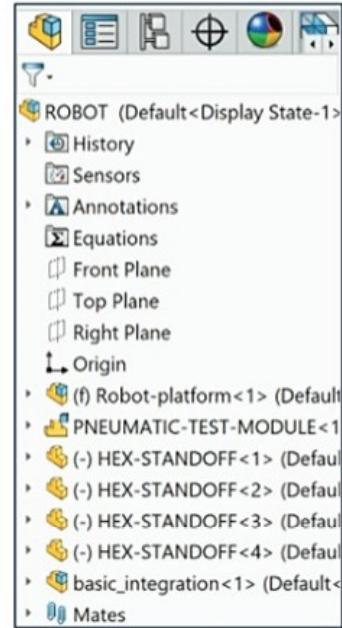 ROBOT (Default<Display State-1>
History
Sensors
Annotations
Equations
Front Plane
Top Plane
Right Plane
Origin
(f) Robot-platform<1> (Default
PNEUMATIC-TEST-MODULE<1
(-) HEX-STANDOFF<1> (Defaul
(-) HEX-STANDOFF<2> (Defaul
(-) HEX-STANDOFF<3> (Defaul
(-) HEX-STANDOFF<4> (Defaul
basic_integration<1> (Default<
Mates